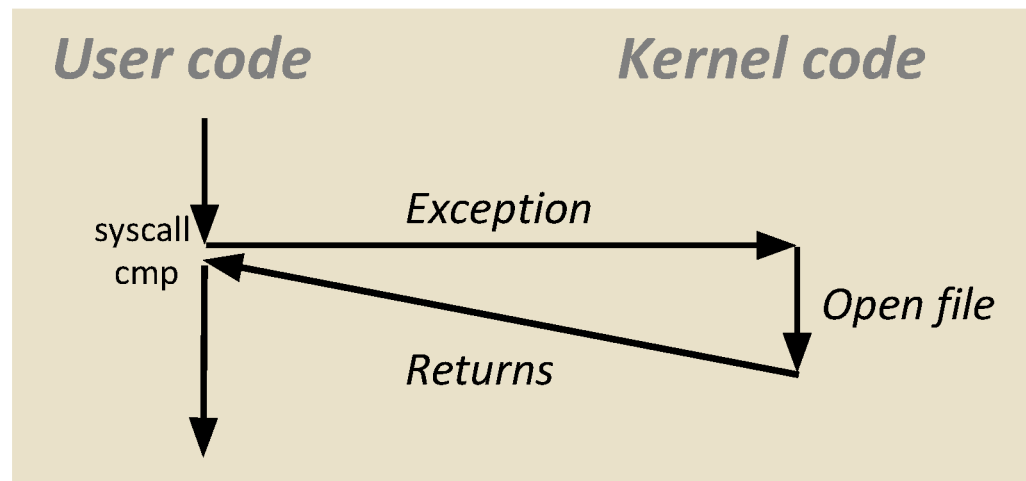 User code
Kernel code
Exception
syscall
cmp
Open file
Returns